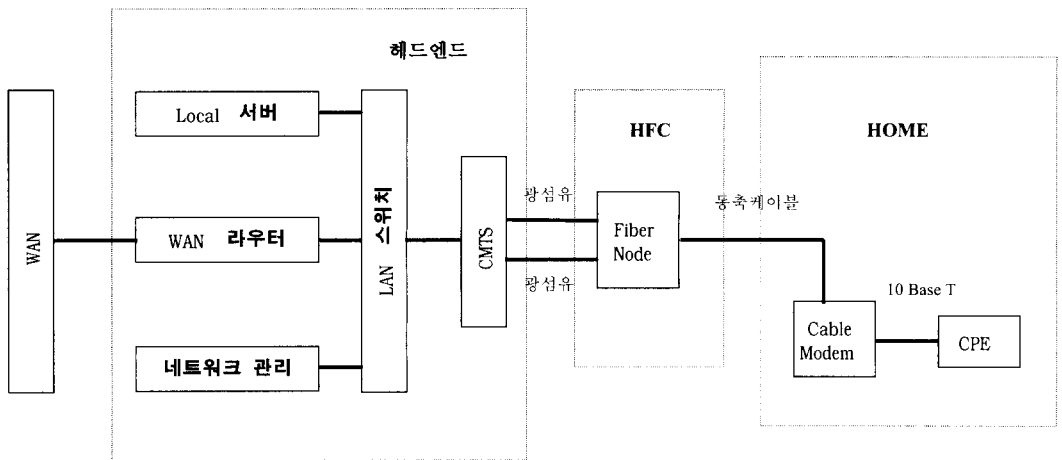 헤드엔드
WAN
Local 서버
WAN 라우터
네트워크 관리
LAN 스위치
CMTS
광섬유
광섬유
HFC
Fiber
Node
동축케이블
HOME
10 Base T
Cable
Modem
CPE